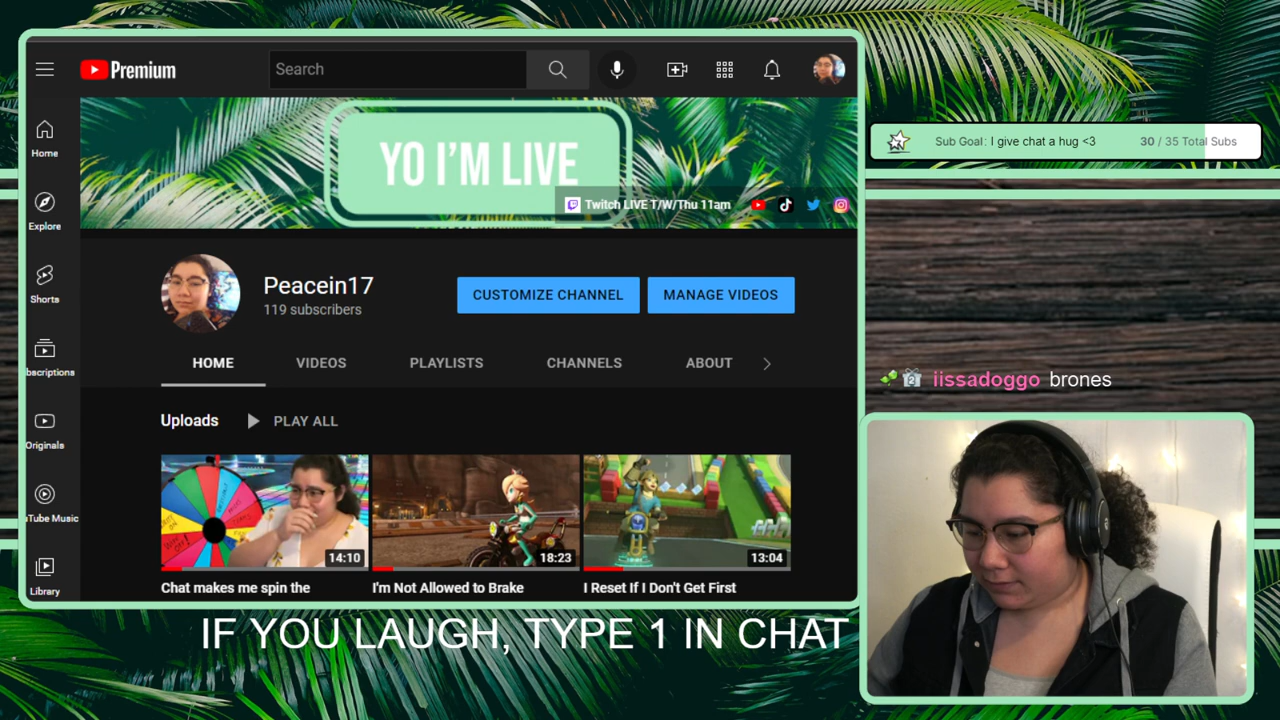 Premium
Search
Home
Explore
Shorts
bscriptions
Originals
uTube Music
Library
YO I'M LIVE
Twitch LIVE T/W/Thu 11am
Peacein17
119 subscribers
CUSTOMIZE CHANNEL
MANAGE VIDEOS
HOME
VIDEOS
PLAYLISTS
CHANNELS
ABOUT
Uploads
PLAY ALL
14:10
18:23
13:04
Chat makes me spin the
I'm Not Allowed to Brake
I Reset If I Don't Get First
IF YOU LAUGH, TYPE 1 IN CHAT
Sub Goal: I give chat a hug <3
30 / 35 Total Subs
2 iissadoggo brones